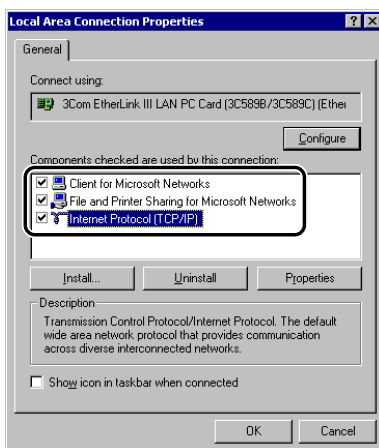 Local Area Connection Properties
General
Connect using:
3Com EtherLink III LAN PC Card (3C589B/3C589C) (Ether
Configure
Components checked are used by this connection:
Client for Microsoft Networks
File and Printer Sharing for Microsoft Networks
Internet Protocol (TCP/IP)
Install... Uninstall Properties
Description
Transmission Control Protocol/Internet Protocol. The default
wide area network protocol that provides communication
across diverse interconnected networks.
Show icon in taskbar when connected
OK Cancel